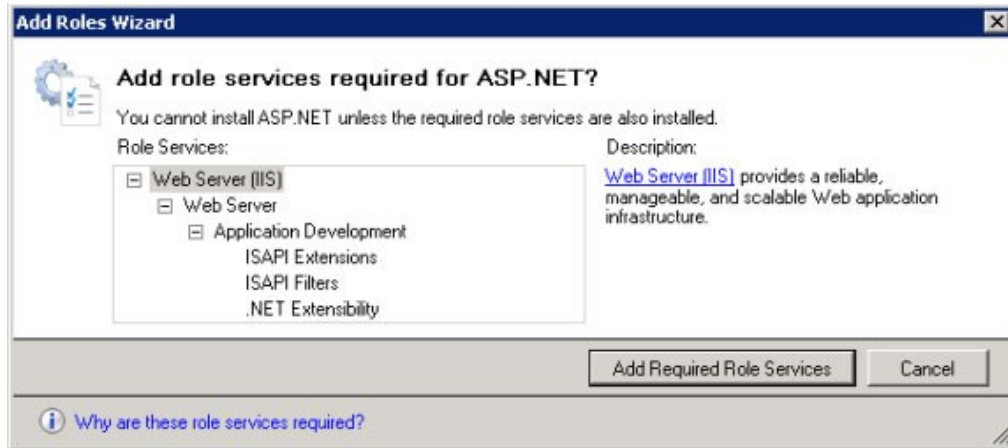 Add Roles Wizard
Add role services required for ASP.NET?
You cannot install ASP.NET unless the required role services are also installed.
Role Services:
Description:
Web Server (IIS)
Web Server
Application Development
ISAPI Extensions
ISAPI Filters
.NET Extensibility
Web Server (IIS) provides a reliable,
manageable, and scalable Web application
infrastructure.
Add Required Role Services
Cancel
Why are these role services required?